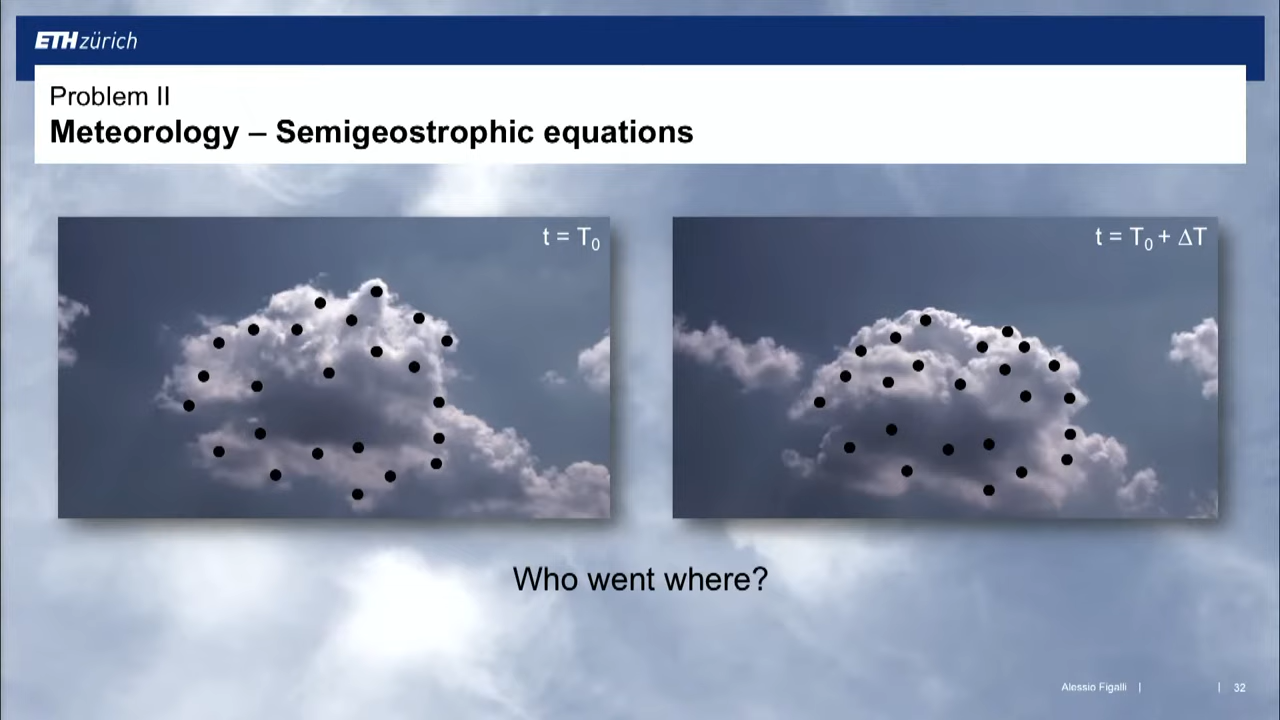 ETH zürich
Problem II
Meteorology – Semigeostrophic equations
t = T₀
t = T₀ + ΔT
Who went where?
Alessio Figalli | | 32